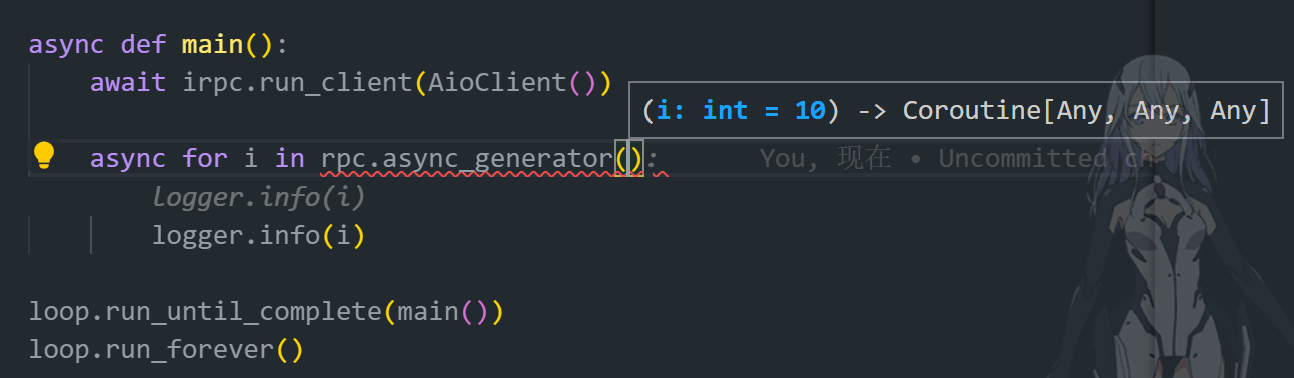 async def main():
await irpc.run_client(AioClient())
(i: int = 10) -> Coroutine[Any, Any, Any]
async for i in rpc.async_generator(): You, 现在 • Uncommitted ch
logger.info(i)
logger.info(i)
loop.run_until_complete(main())
loop.run_forever()